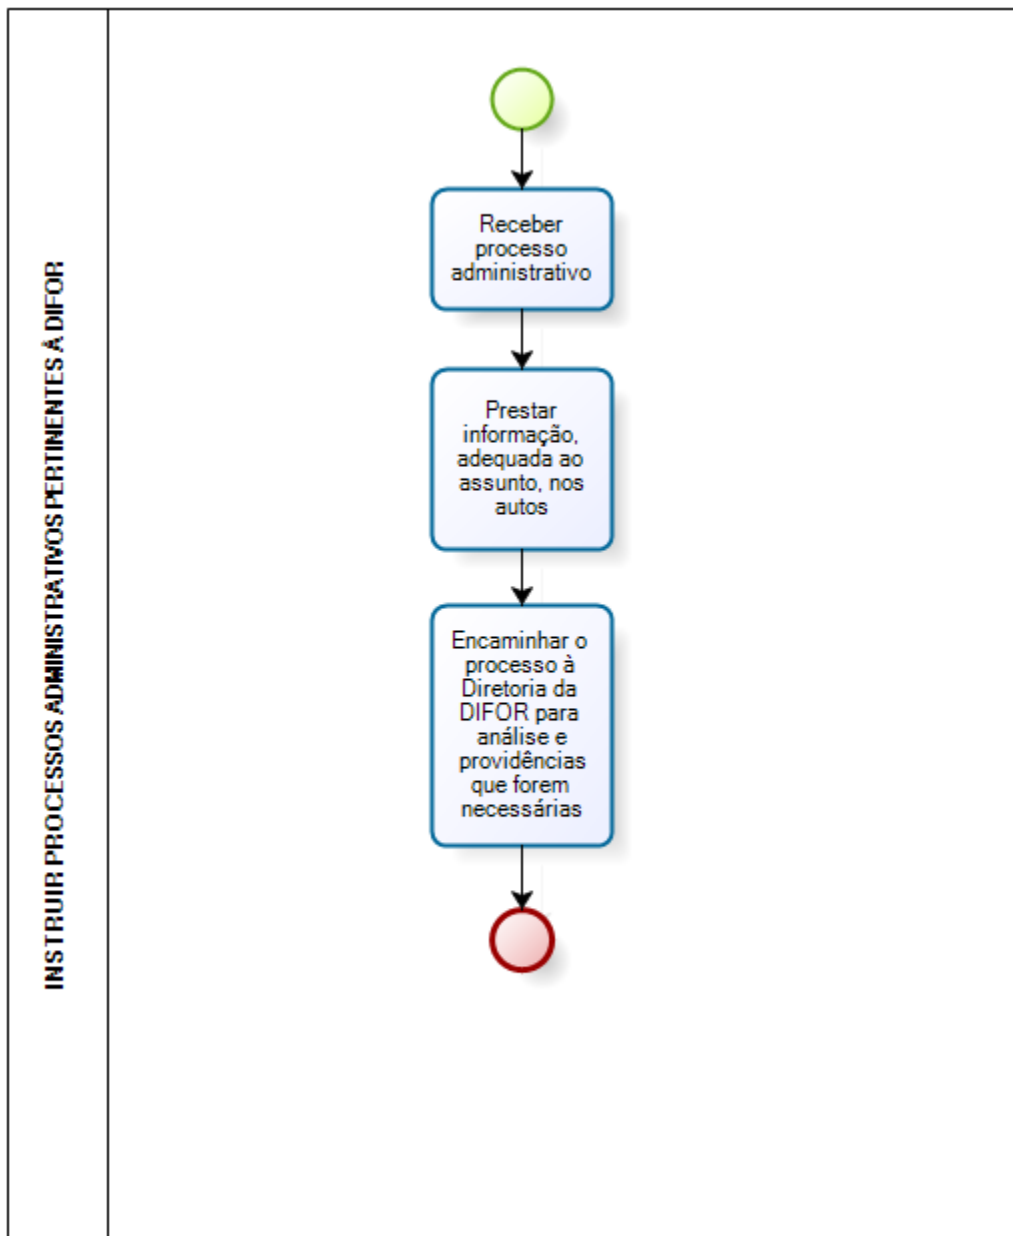 INSTRUIR PROCESSOS ADMINISTRATIVOS PERTINENTES À DIFOR
Receber
processo
administrativo
Prestar
informação,
adequada ao
assunto, nos
autos
Encaminhar o
processo à
Diretoria da
DIFOR para
análise e
providências
que forem
necessárias